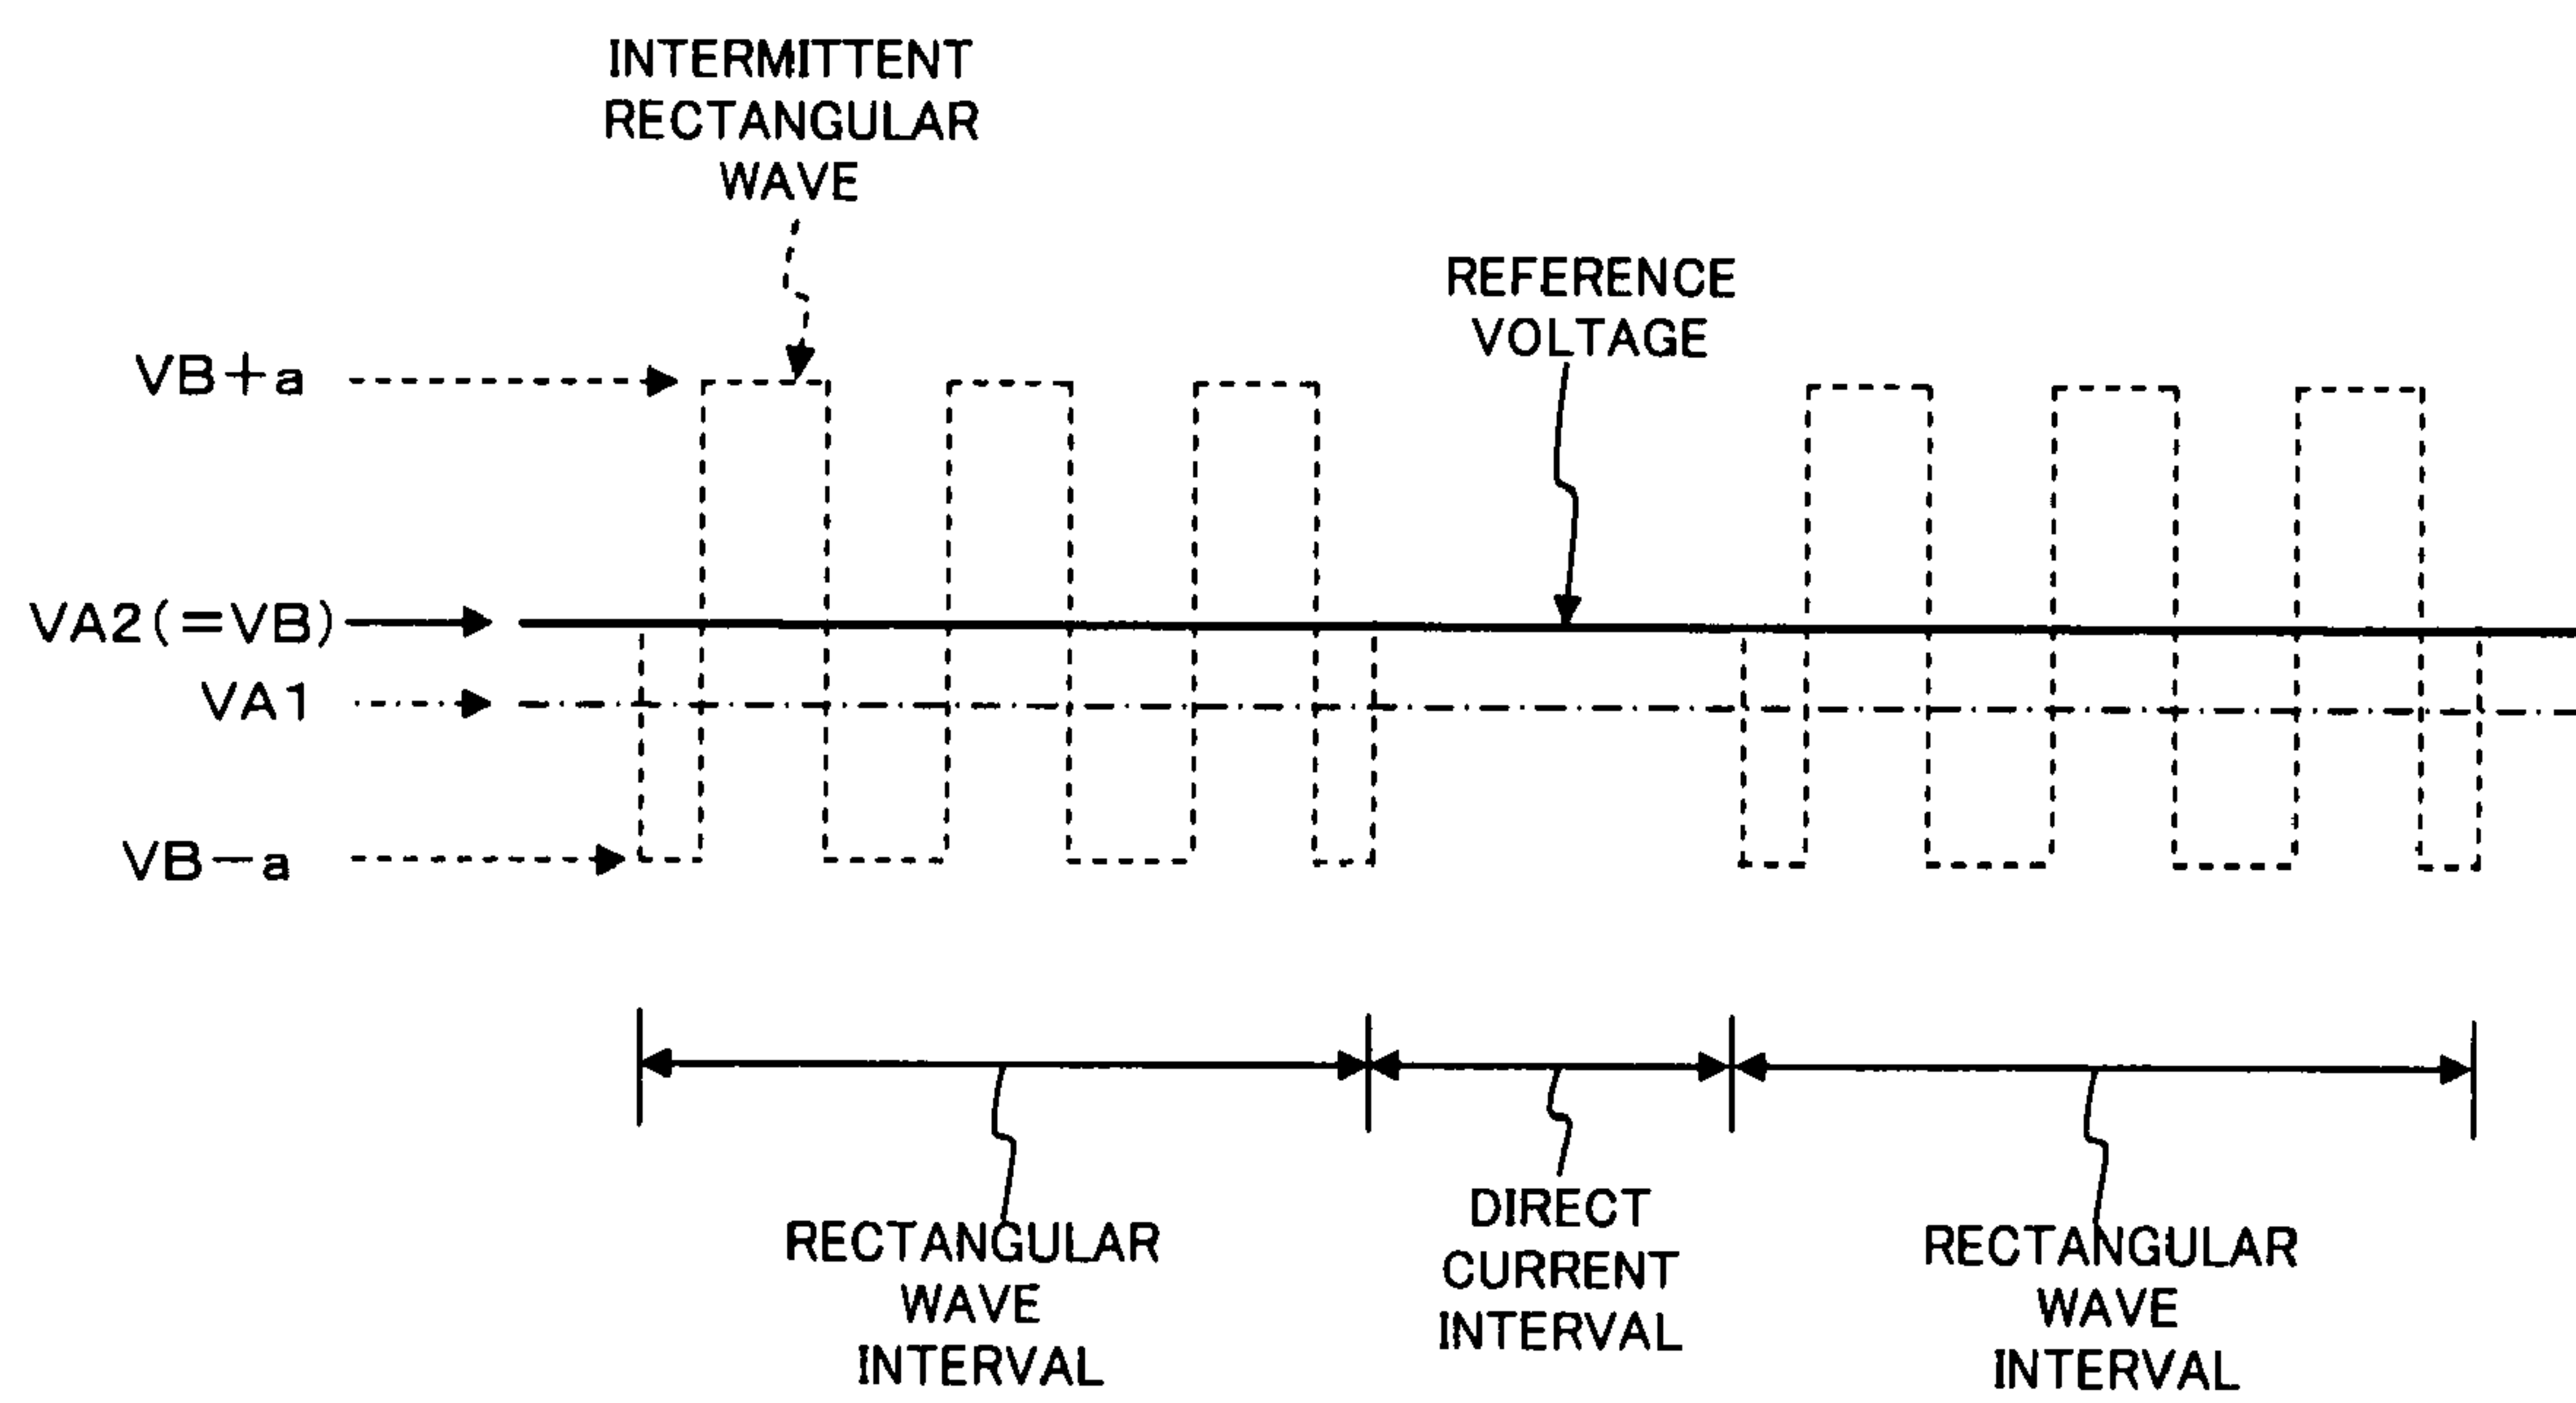 INTERMITTENT
RECTANGULAR
WAVE
REFERENCE
VOLTAGE
VB+a
VA2(=VB)
VA1
VB−a
RECTANGULAR
WAVE
INTERVAL
DIRECT
CURRENT
INTERVAL
RECTANGULAR
WAVE
INTERVAL